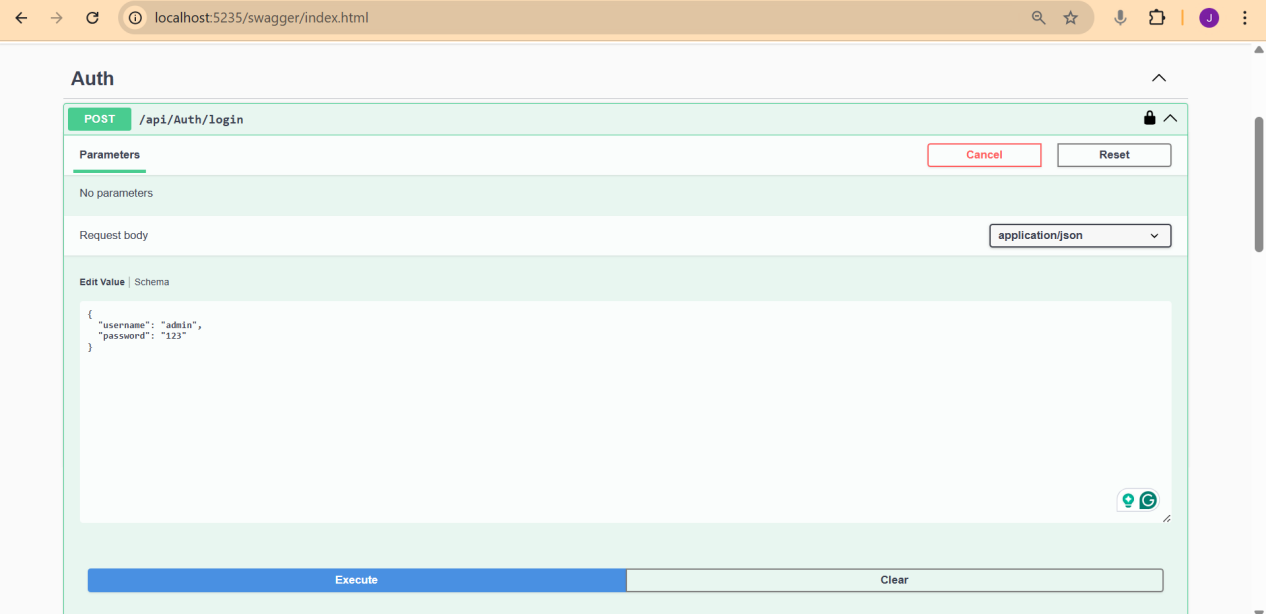 localhost:5235/swagger/index.html
J
Auth
POST /api/Auth/login
Parameters
Cancel
Reset
No parameters
Request body
application/json
Edit Value | Schema
{
  "username": "admin",
  "password": "123"
}
Execute
Clear